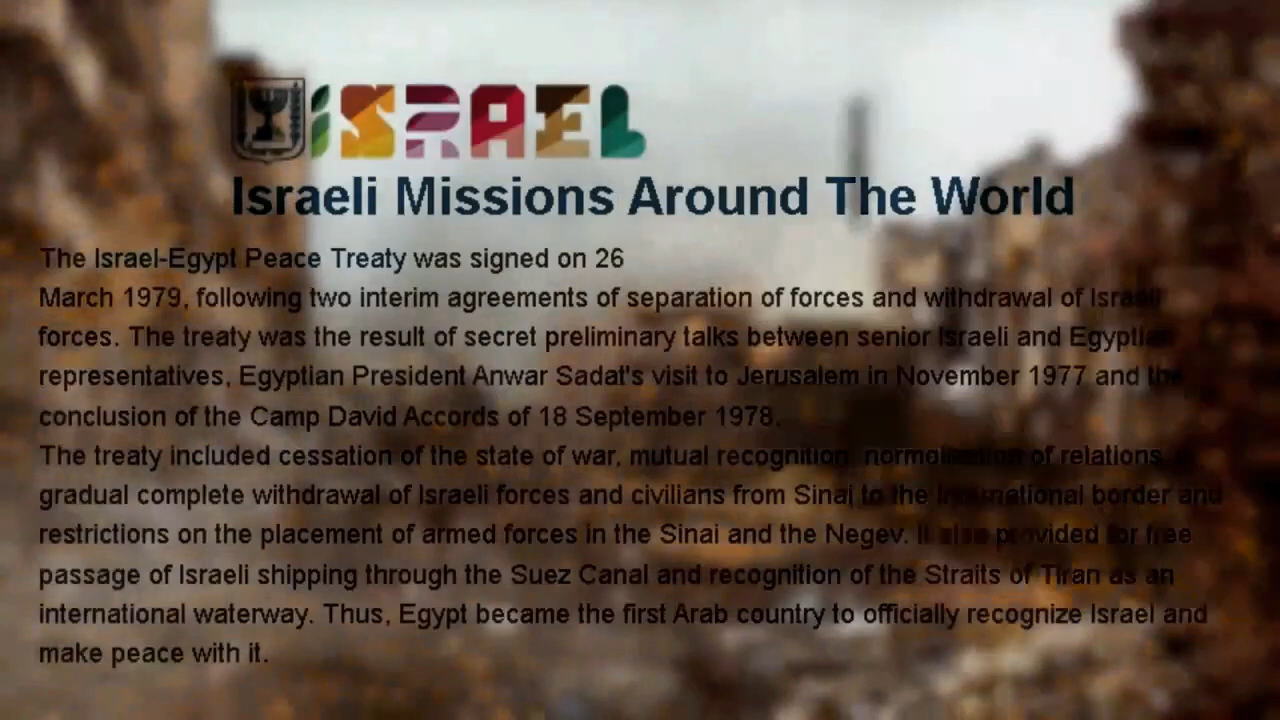 iSRAEL
Israeli Missions Around The World
The Israel-Egypt Peace Treaty was signed on 26
March 1979, following two interim agreements of separation of forces and withdrawal of Israeli
forces. The treaty was the result of secret preliminary talks between senior Israeli and Egyptian
representatives, Egyptian President Anwar Sadat's visit to Jerusalem in November 1977 and the
conclusion of the Camp David Accords of 18 September 1978.
The treaty included cessation of the state of war, mutual recognition, normalization of relations,
gradual complete withdrawal of Israeli forces and civilians from Sinai to the international border and
restrictions on the placement of armed forces in the Sinai and the Negev. It also provided for free
passage of Israeli shipping through the Suez Canal and recognition of the Straits of Tiran as an
international waterway. Thus, Egypt became the first Arab country to officially recognize Israel and
make peace with it.